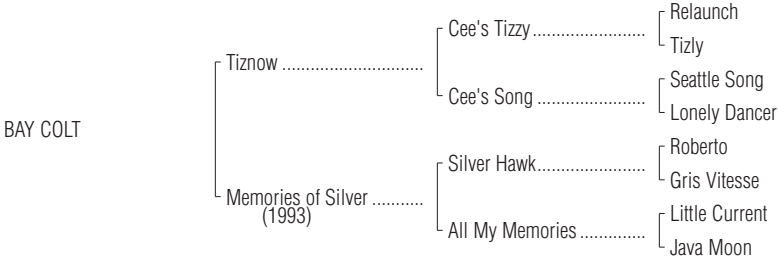 Relaunch
Cee's Tizzy..........................
Tizly
Tiznow ..............................
Seattle Song
Cee's Song .........................
Lonely Dancer
BAY COLT
Roberto
Silver Hawk.........................
Gris Vitesse
Memories of Silver ...........
(1993)
Little Current
All My Memories ................
Java Moon